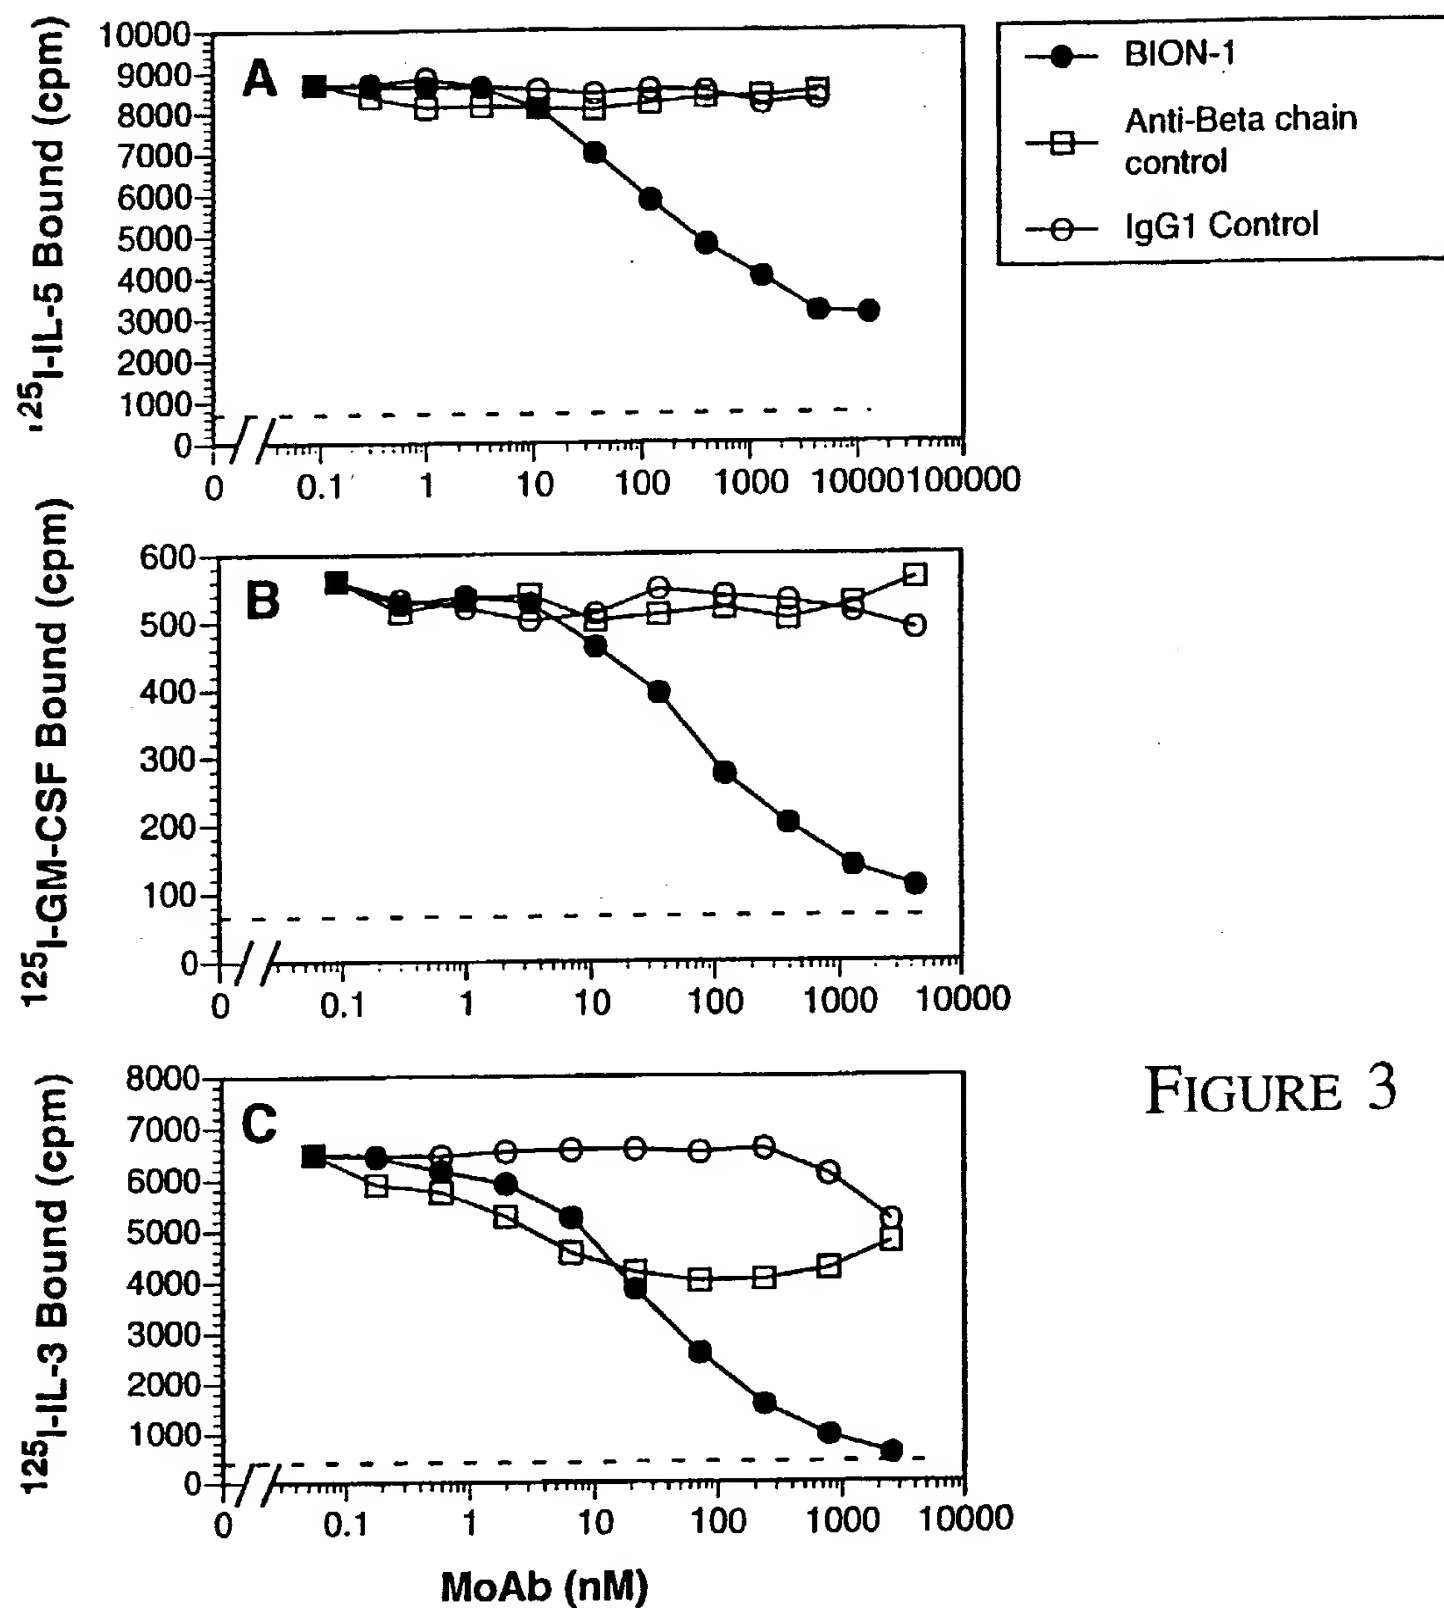 A
¹²⁵I-IL-5 Bound (cpm)
10000
9000
8000
7000
6000
5000
4000
3000
2000
1000
0
0 0.1 1 10 100 1000 10000 100000
BION-1
Anti-Beta chain
control
IgG1 Control
B
¹²⁵I-GM-CSF Bound (cpm)
600
500
400
300
200
100
0
0 0.1 1 10 100 1000 10000
C
¹²⁵I-IL-3 Bound (cpm)
8000
7000
6000
5000
4000
3000
2000
1000
0
0 0.1 1 10 100 1000 10000
MoAb (nM)
FIGURE 3